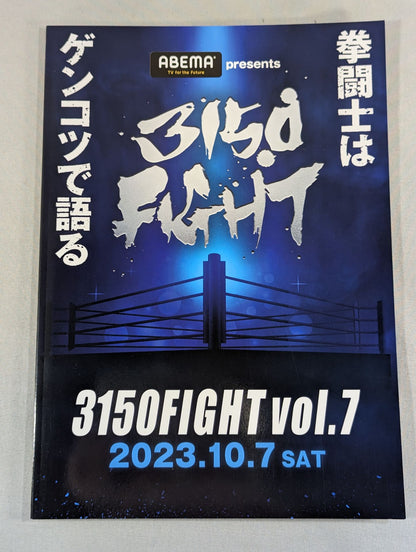 拳闘士は
ゲンコツで語る
ABEMA
TV for the Future
presents
3150
FIGHT
3150FIGHT vol.7
2023.10.7 SAT